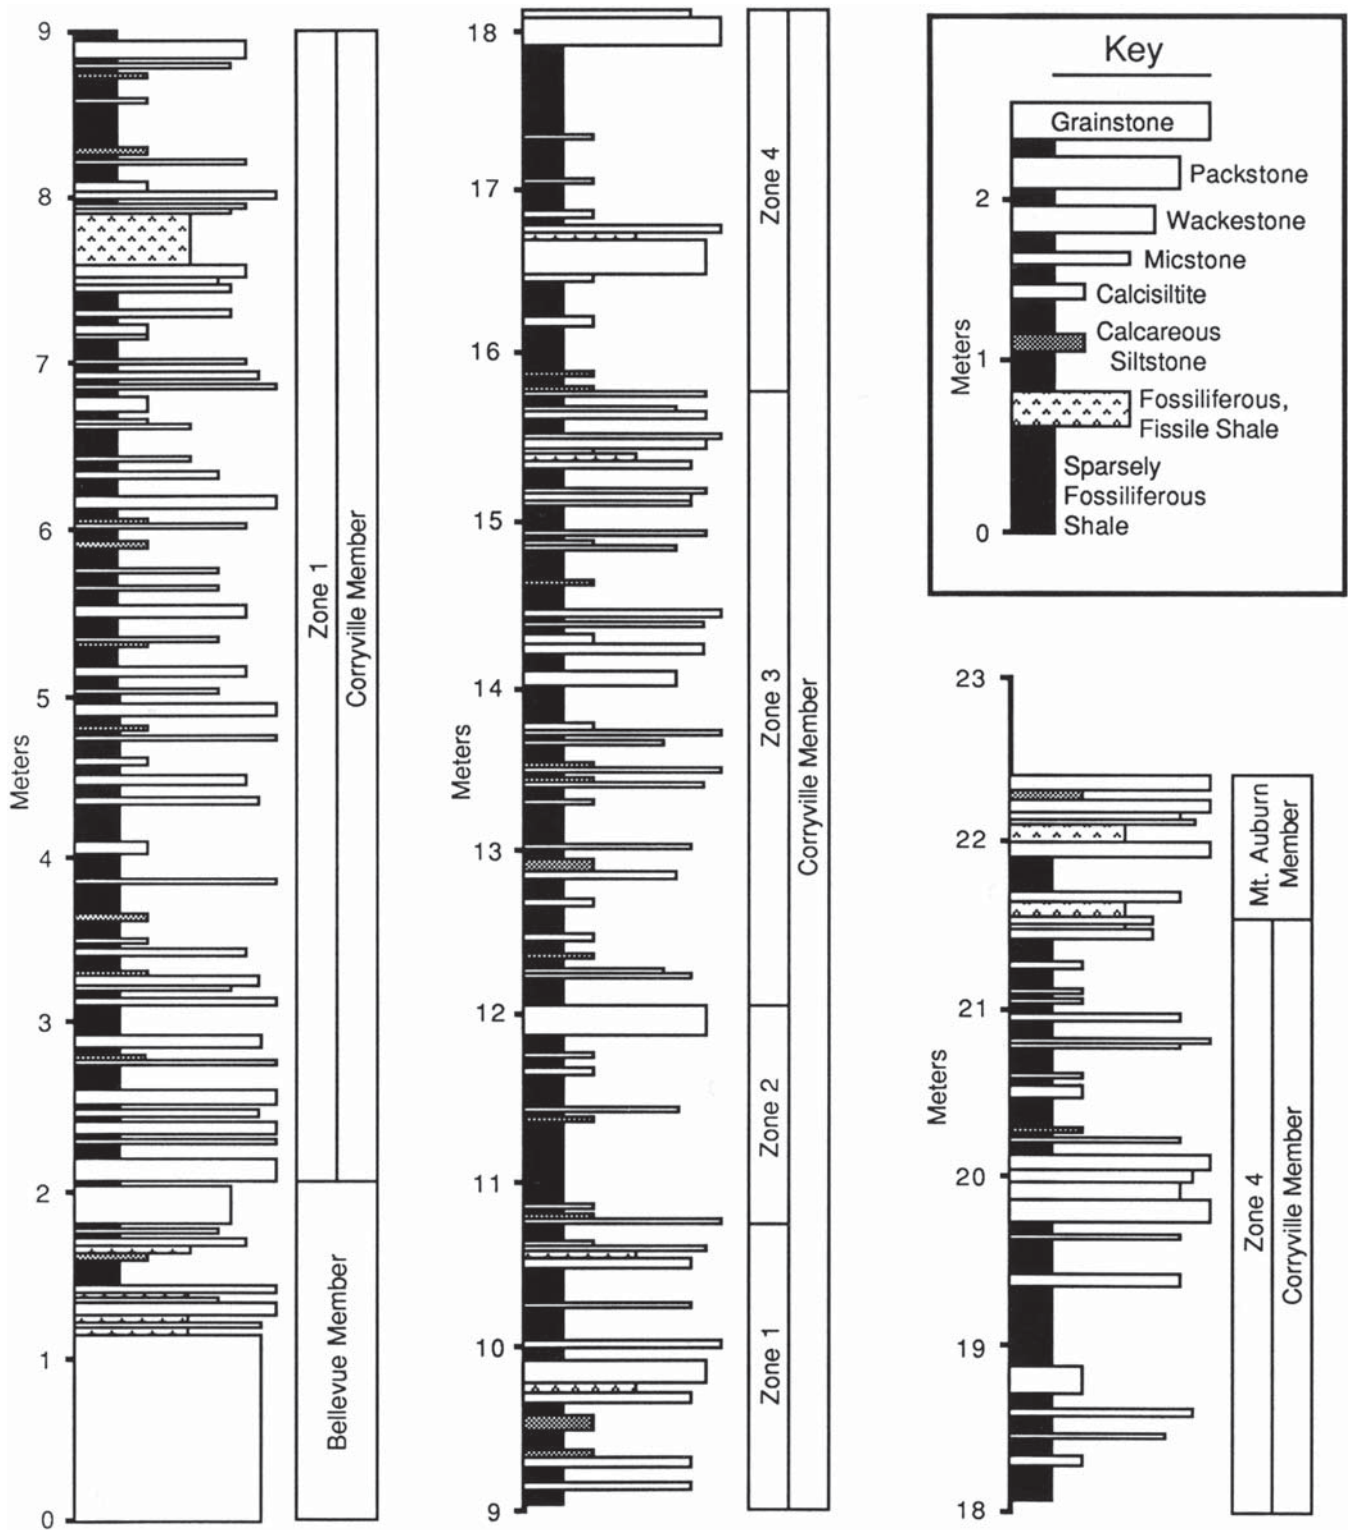 9
8
7
6
5
4
3
2
1
0
Meters
Zone 1
Corryville Member
Bellevue Member
18
17
16
15
14
13
12
11
10
9
Meters
Zone 4
Zone 3
Zone 2
Zone 1
Corryville Member
Key
Grainstone
Packstone
Wackestone
Micstone
Calcisiltite
Calcareous
Siltstone
Fossiliferous,
Fissile Shale
Sparsely
Fossiliferous
Shale
2
1
0
Meters
23
22
21
20
19
18
Meters
Mt. Auburn
Member
Zone 4
Corryville Member